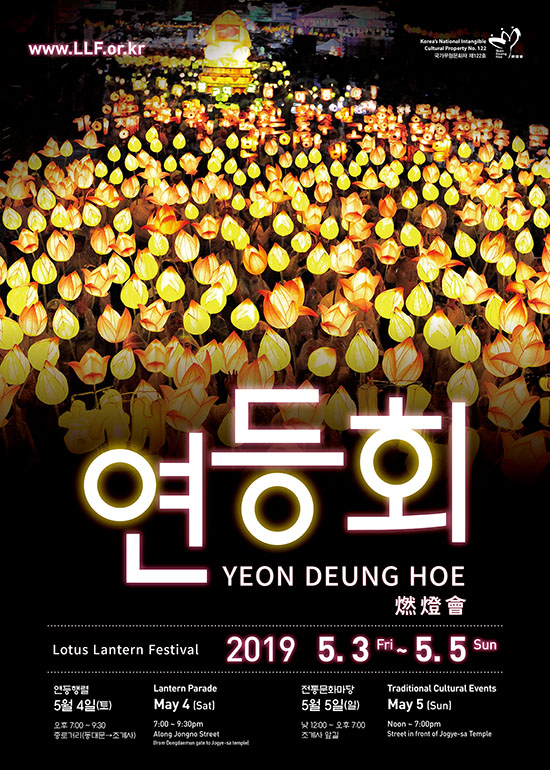 www.LLF.or.kr
Korea's National Intangible
Cultural Property No. 122
국가무형문화재 제122호
연등회
YEON DEUNG HOE
燃燈會
Lotus Lantern Festival 2019 5. 3 Fri ~ 5. 5 Sun
연등행렬
5월 4일(토)
오후 7:00 ~ 9:30
종로거리(동대문→조계사)
Lantern Parade
May 4 (Sat)
7:00 ~ 9:30pm
Along Jongno Street
(from Dongdaemun gate to Jogye-sa temple)
전통문화마당
5월 5일(일)
낮 12:00 ~ 오후 7:00
조계사 앞길
Traditional Cultural Events
May 5 (Sun)
Noon ~ 7:00pm
Street in front of Jogye-sa Temple